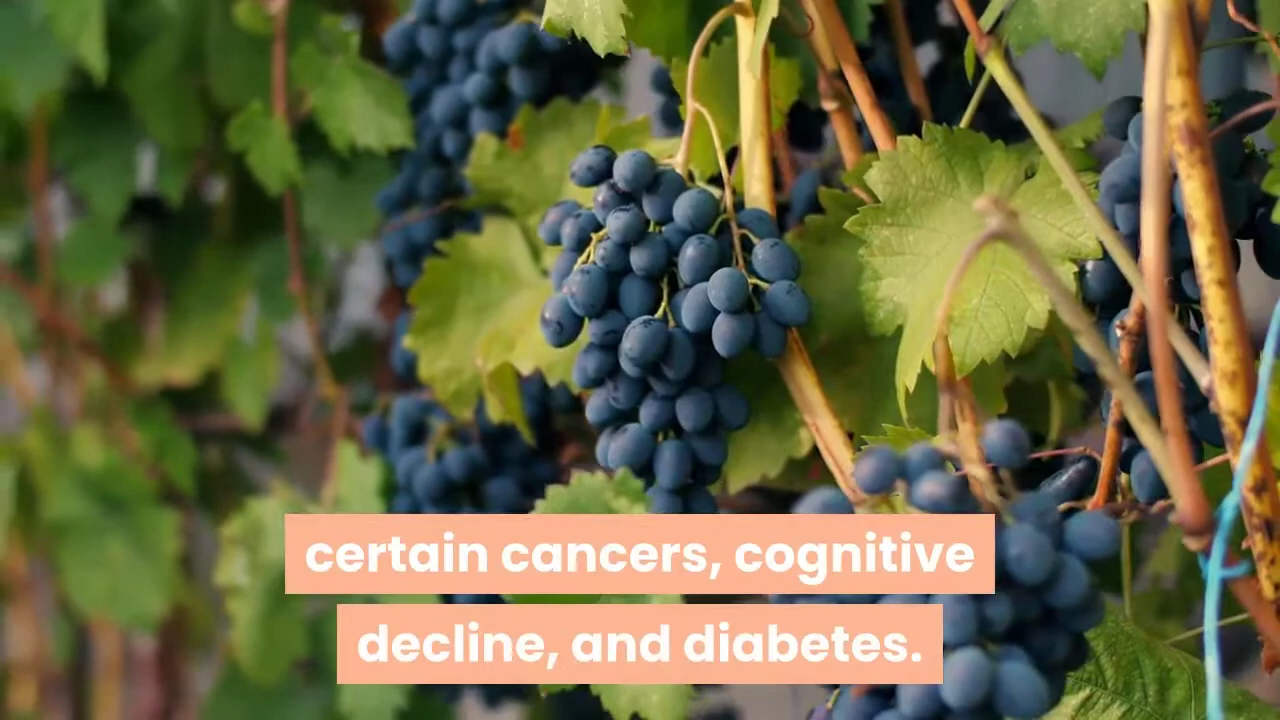 certain cancers, cognitive
decline, and diabetes.